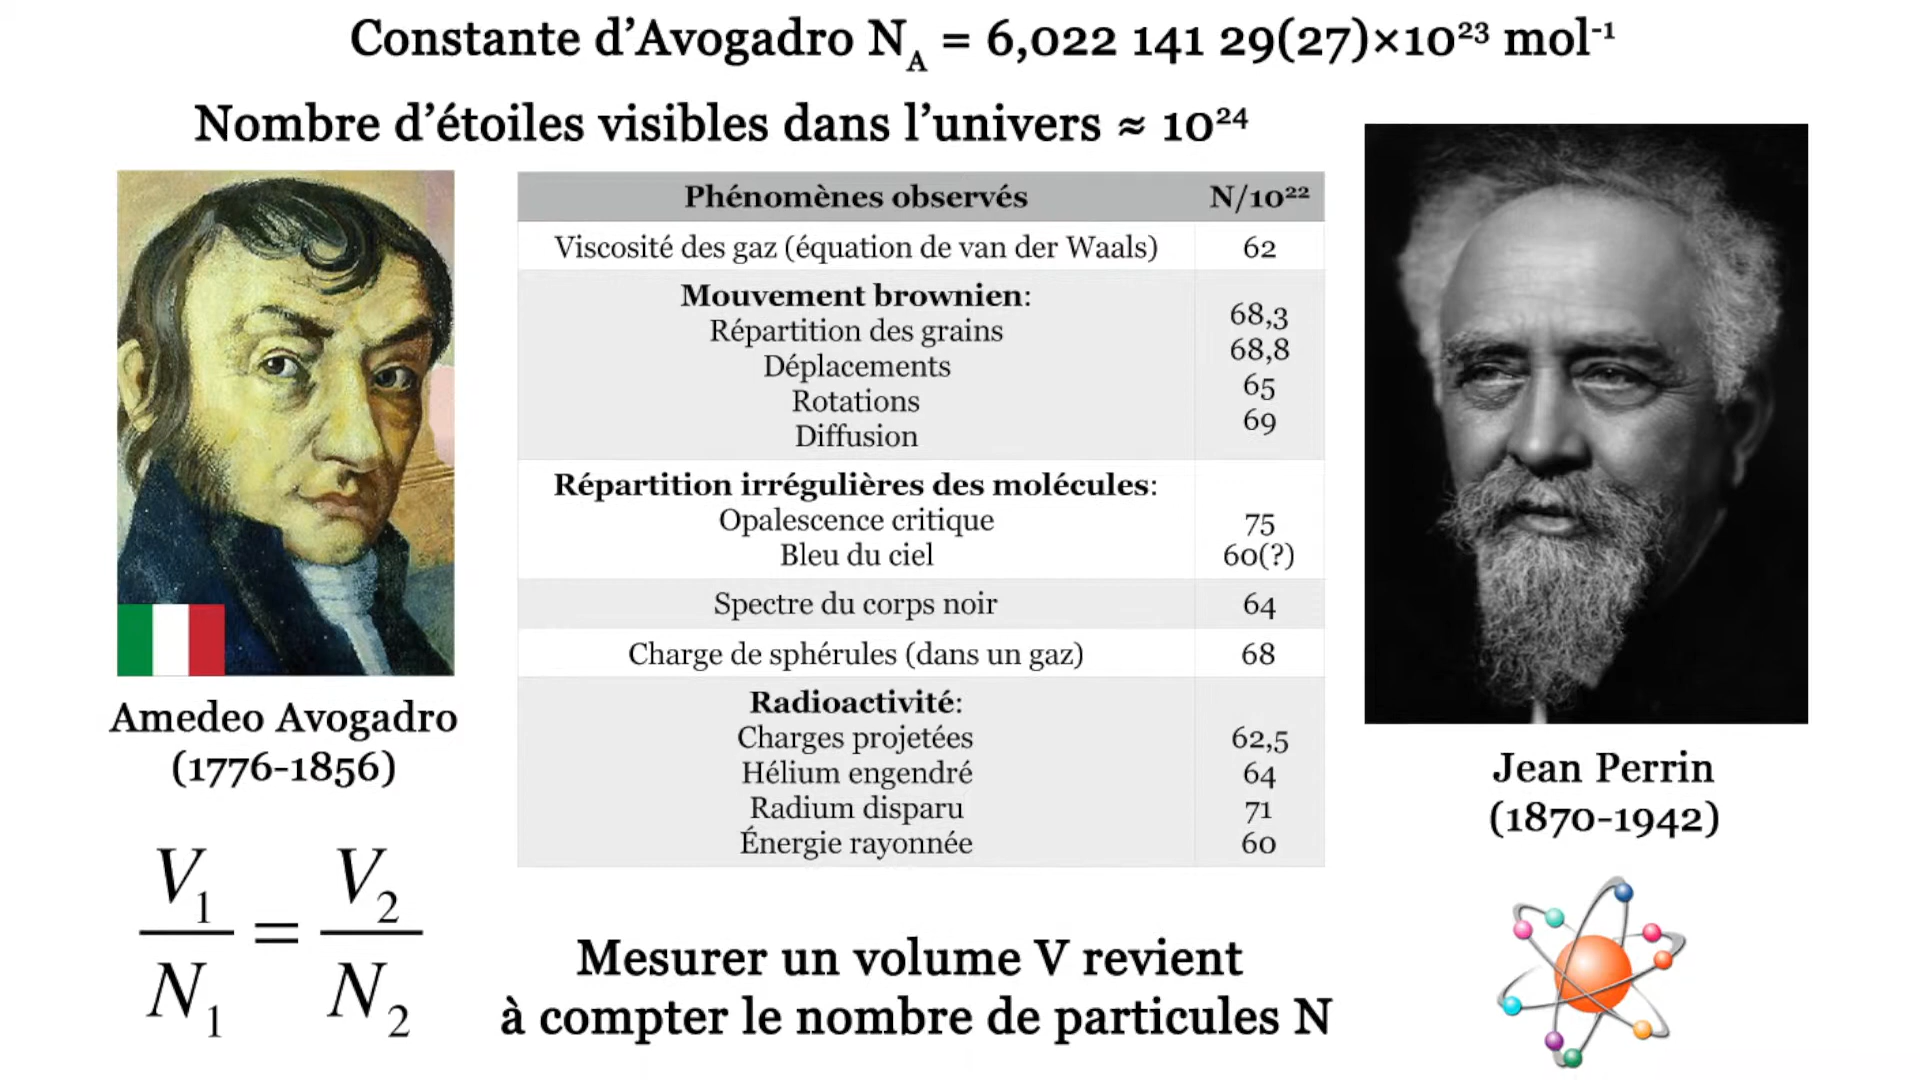 Constante d’Avogadro N_A = 6,022 141 29(27)×10²³ mol⁻¹
Nombre d’étoiles visibles dans l’univers ≈ 10²⁴
Phénomènes observés N/10²²
Viscosité des gaz (équation de van der Waals) 62
Mouvement brownien:
Répartition des grains 68,3
Déplacements 68,8
Rotations 65
Diffusion 69
Répartition irrégulières des molécules:
Opalescence critique 75
Bleu du ciel 60(?)
Spectre du corps noir 64
Charge de sphérules (dans un gaz) 68
Radioactivité:
Charges projetées 62,5
Hélium engendré 64
Radium disparu 71
Énergie rayonnée 60
Amedeo Avogadro
(1776-1856)
Jean Perrin
(1870-1942)
V₁/N₁ = V₂/N₂
Mesurer un volume V revient
à compter le nombre de particules N